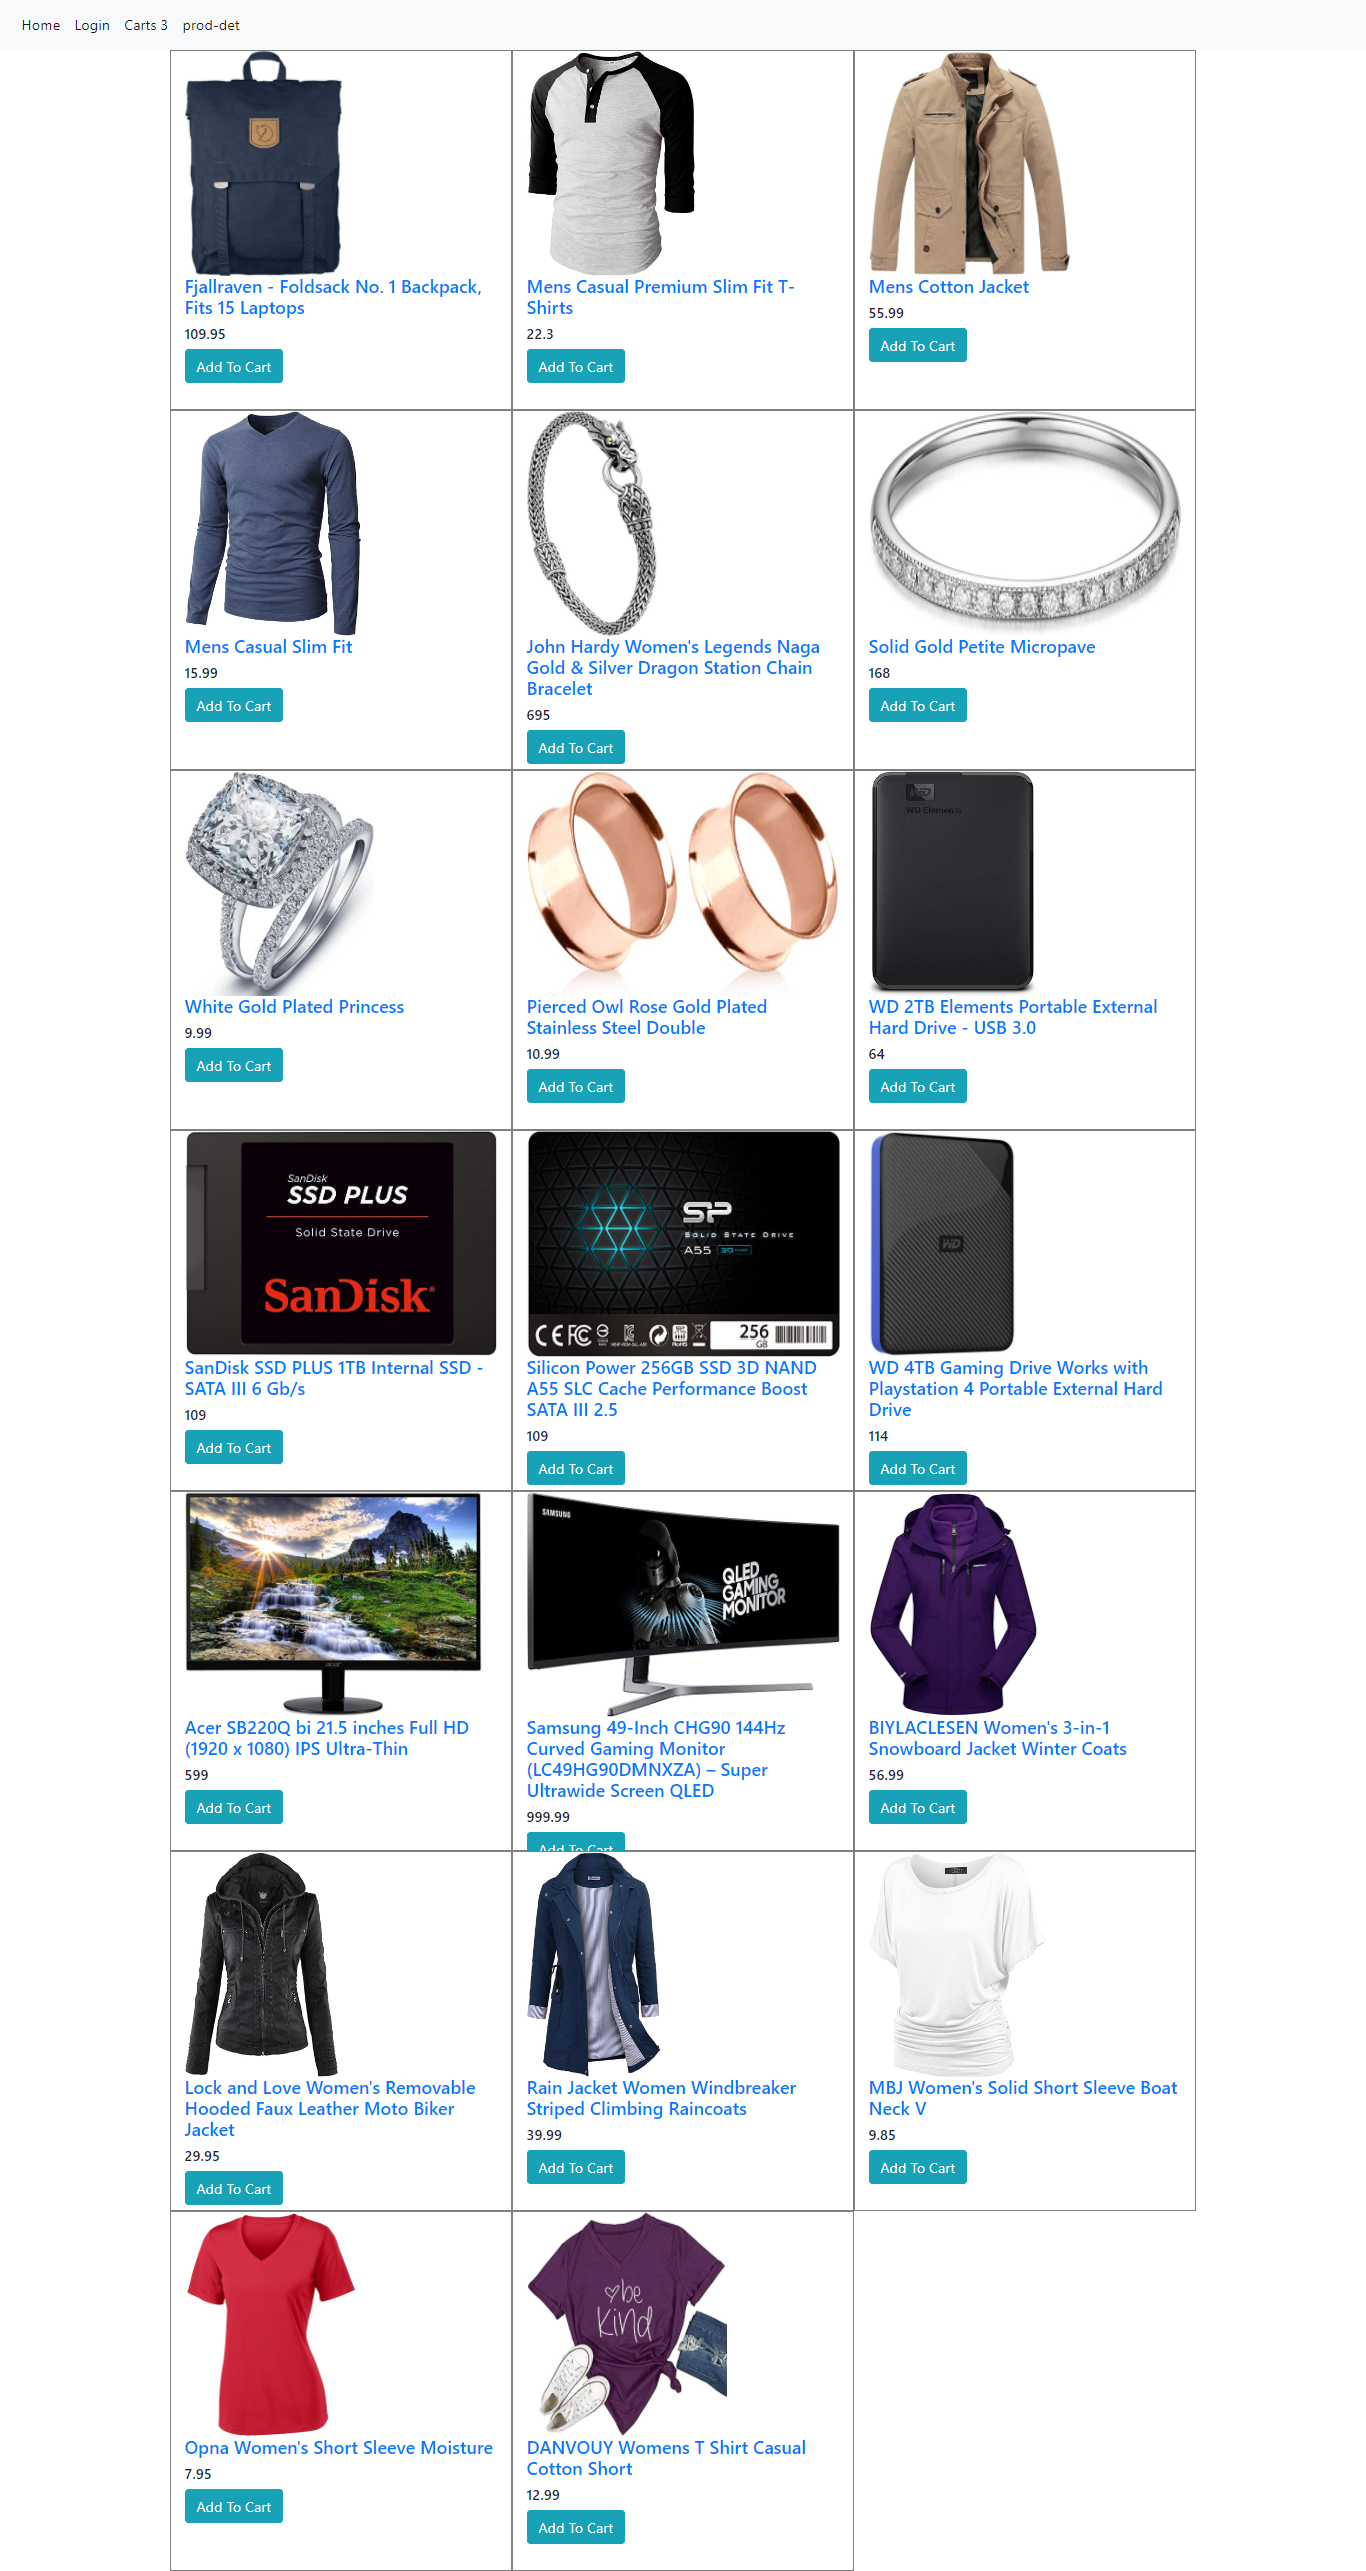 Home Login Carts 3 prod-det
Fjallraven - Foldsack No. 1 Backpack,
Fits 15 Laptops
109.95
Add To Cart
Mens Casual Premium Slim Fit T-
Shirts
22.3
Add To Cart
Mens Cotton Jacket
55.99
Add To Cart
Mens Casual Slim Fit
15.99
Add To Cart
John Hardy Women's Legends Naga
Gold & Silver Dragon Station Chain
Bracelet
695
Add To Cart
Solid Gold Petite Micropave
168
Add To Cart
White Gold Plated Princess
9.99
Add To Cart
Pierced Owl Rose Gold Plated
Stainless Steel Double
10.99
Add To Cart
WD
WD Elements
WD 2TB Elements Portable External
Hard Drive - USB 3.0
64
Add To Cart
SanDisk
SSD PLUS
Solid State Drive
SanDisk
SanDisk SSD PLUS 1TB Internal SSD -
SATA III 6 Gb/s
109
Add To Cart
SP
SOLID STATE DRIVE
A55
256
GB
Silicon Power 256GB SSD 3D NAND
A55 SLC Cache Performance Boost
SATA III 2.5
109
Add To Cart
WD
WD 4TB Gaming Drive Works with
Playstation 4 Portable External Hard
Drive
114
Add To Cart
acer
Acer SB220Q bi 21.5 inches Full HD
(1920 x 1080) IPS Ultra-Thin
599
Add To Cart
SAMSUNG
QLED
GAMING
MONITOR
Samsung 49-Inch CHG90 144Hz
Curved Gaming Monitor
(LC49HG90DMNXZA) – Super
Ultrawide Screen QLED
999.99
Add To Cart
BIYLACLESEN Women's 3-in-1
Snowboard Jacket Winter Coats
56.99
Add To Cart
Lock and Love Women's Removable
Hooded Faux Leather Moto Biker
Jacket
29.95
Add To Cart
Rain Jacket Women Windbreaker
Striped Climbing Raincoats
39.99
Add To Cart
MBJ Women's Solid Short Sleeve Boat
Neck V
9.85
Add To Cart
Opna Women's Short Sleeve Moisture
7.95
Add To Cart
be
kind
DANVOUY Womens T Shirt Casual
Cotton Short
12.99
Add To Cart